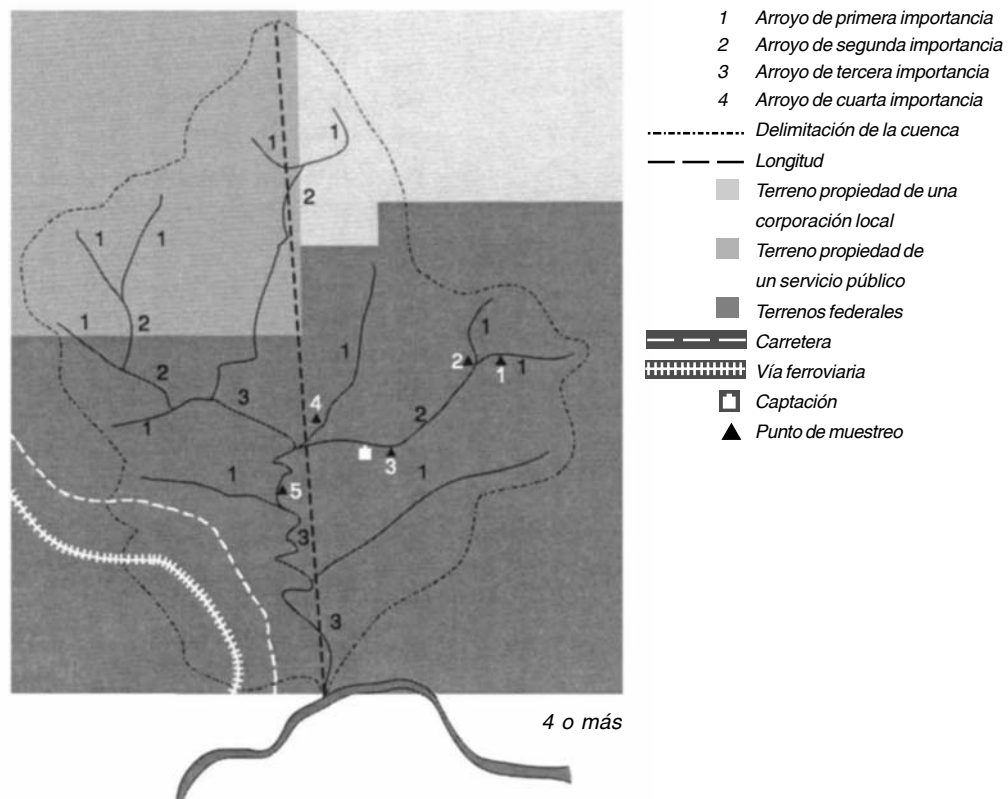 1 Arroyo de primera importancia
2 Arroyo de segunda importancia
3 Arroyo de tercera importancia
4 Arroyo de cuarta importancia
Delimitación de la cuenca
Longitud
Terreno propiedad de una
corporación local
Terreno propiedad de
un servicio público
Terrenos federales
Carretera
Vía ferroviaria
Captación
Punto de muestreo
1
1
2
1
1
1
2
2
3
1
1
1
2
1
4
2
1
3
1
1
5
3
3
4 o más